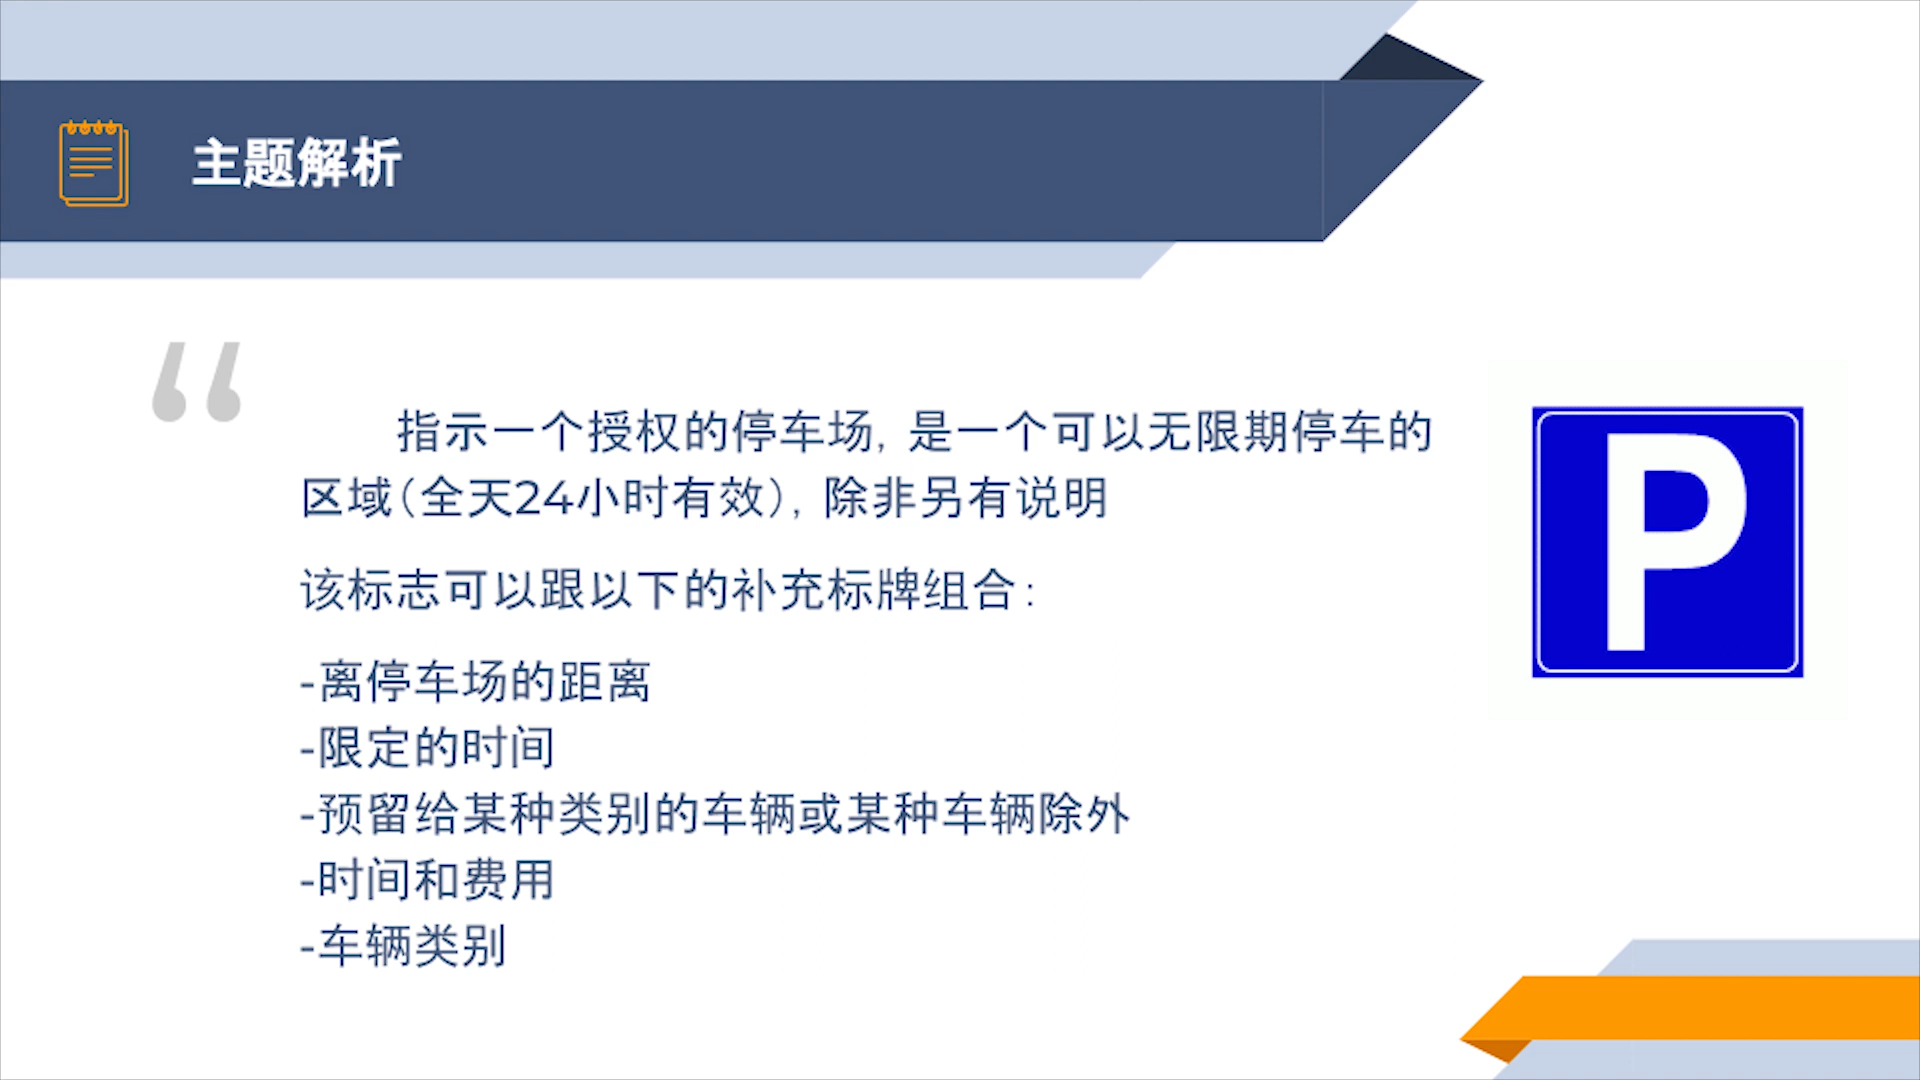 主题解析
指示一个授权的停车场, 是一个可以无限期停车的
区域(全天24小时有效), 除非另有说明
该标志可以跟以下的补充标牌组合:
-离停车场的距离
-限定的时间
-预留给某种类别的车辆或某种车辆除外
-时间和费用
-车辆类别
P